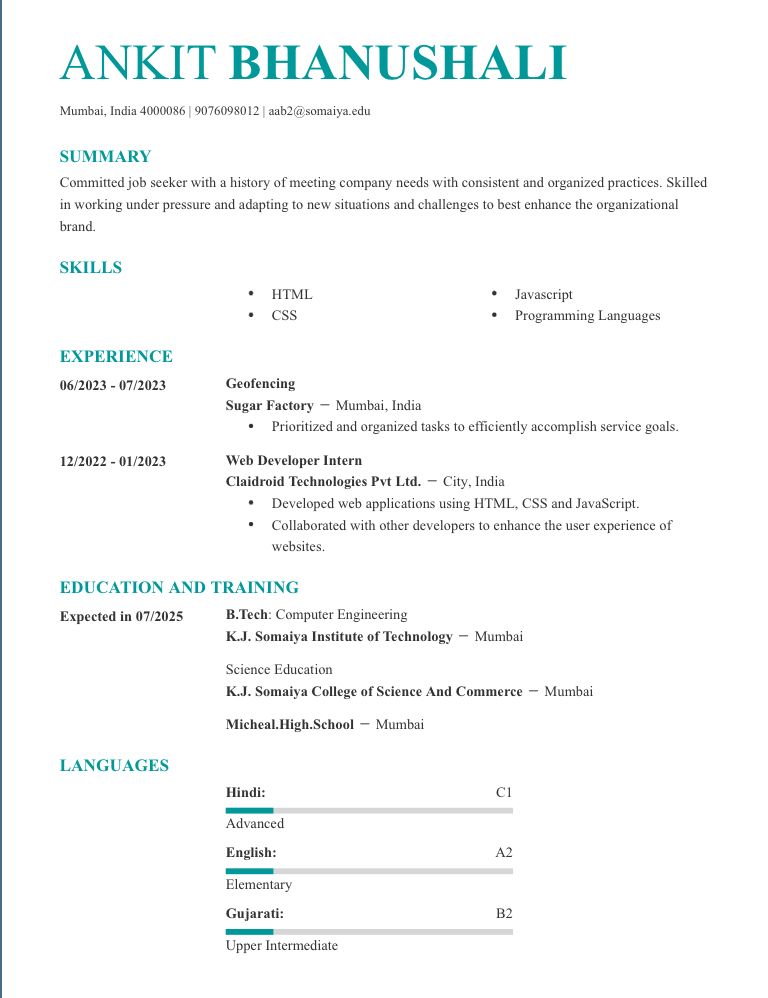 ANKIT BHANUSHALI
Mumbai, India 4000086 | 9076098012 | aab2@somaiya.edu
SUMMARY
Committed job seeker with a history of meeting company needs with consistent and organized practices. Skilled
in working under pressure and adapting to new situations and challenges to best enhance the organizational
brand.
SKILLS
• HTML
• CSS
• Javascript
• Programming Languages
EXPERIENCE
06/2023 - 07/2023
Geofencing
Sugar Factory — Mumbai, India
• Prioritized and organized tasks to efficiently accomplish service goals.
12/2022 - 01/2023
Web Developer Intern
Claidroid Technologies Pvt Ltd. — City, India
• Developed web applications using HTML, CSS and JavaScript.
• Collaborated with other developers to enhance the user experience of
websites.
EDUCATION AND TRAINING
Expected in 07/2025
B.Tech: Computer Engineering
K.J. Somaiya Institute of Technology — Mumbai
Science Education
K.J. Somaiya College of Science And Commerce — Mumbai
Micheal.High.School — Mumbai
LANGUAGES
Hindi: C1
Advanced
English: A2
Elementary
Gujarati: B2
Upper Intermediate